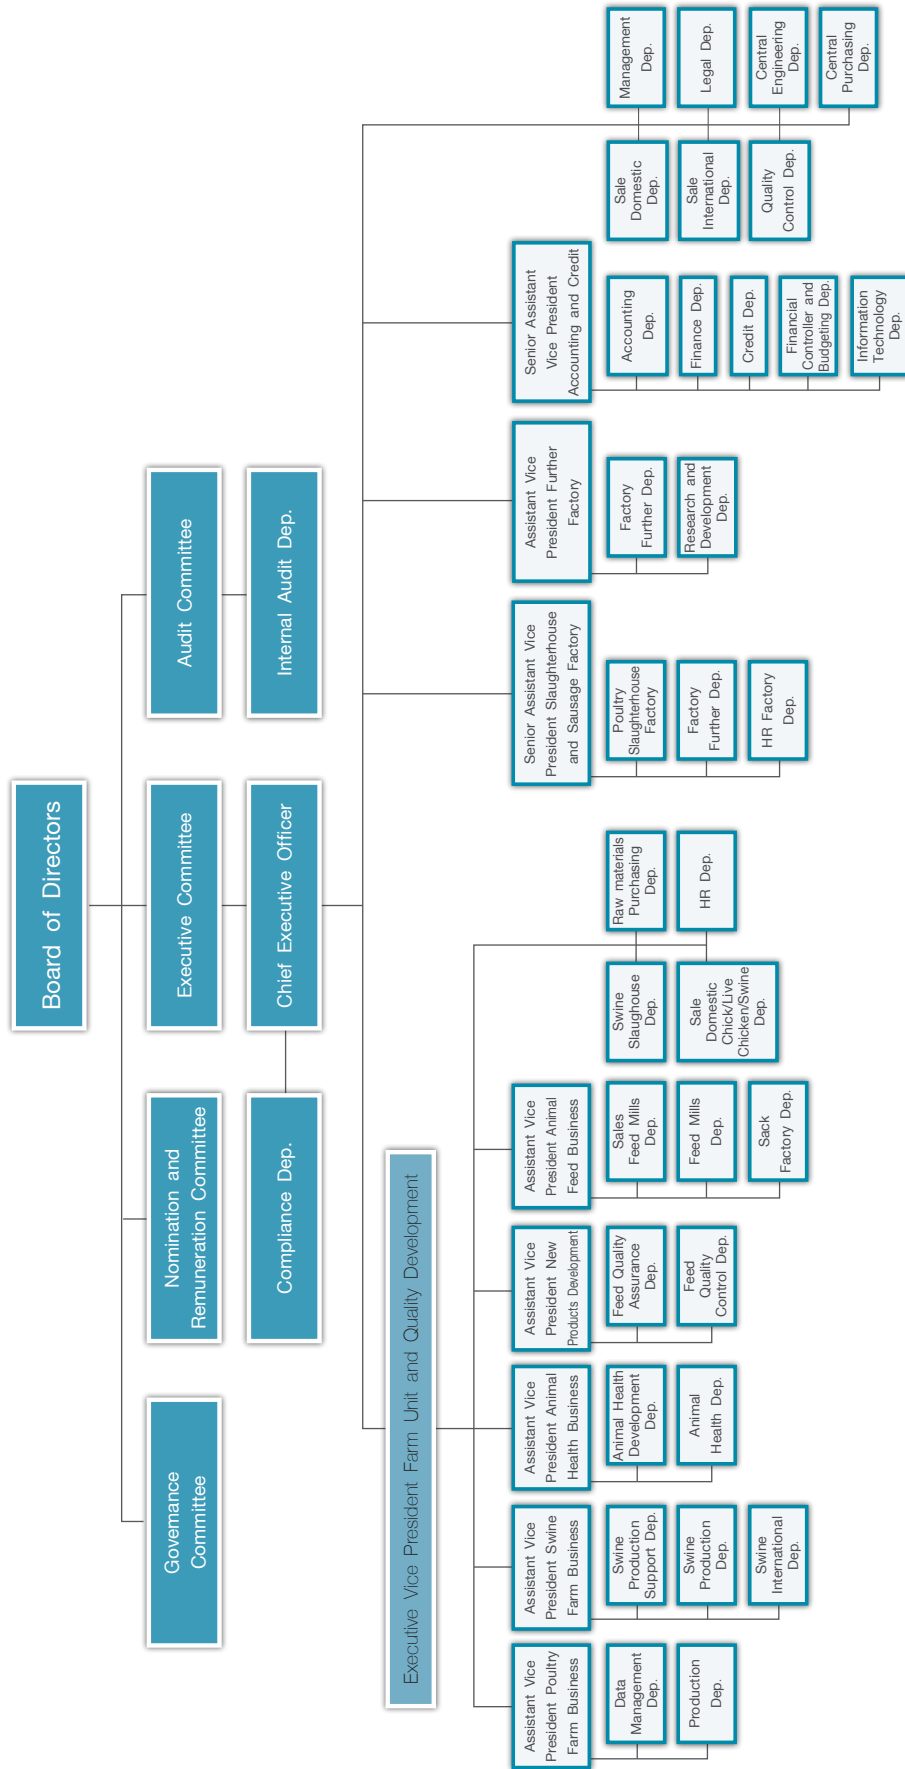 Board of Directors
Governance
Committee
Nomination and
Remuneration Committee
Executive Committee
Audit Committee
Compliance Dep.
Chief Executive Officer
Internal Audit Dep.
Executive Vice President Farm Unit and Quality Development
Assistant Vice
President Poultry
Farm Business
Data
Management
Dep.
Production
Dep.
Assistant Vice
President Swine
Farm Business
Swine
Production
Support Dep.
Swine
Production
Dep.
Swine
International
Dep.
Assistant Vice
President Animal
Health Business
Animal Health
Development
Dep.
Animal
Health Dep.
Assistant Vice
President New
Products Development
Feed Quality
Assurance
Dep.
Feed
Quality
Control Dep.
Assistant Vice
President Animal
Feed Business
Sales
Feed Mills
Dep.
Feed Mills
Dep.
Sack
Factory Dep.
Swine
Slaughouse
Dep.
Raw materials
Purchasing
Dep.
Sale
Domestic
Chick/Live
Chicken/Swine
Dep.
HR Dep.
Senior Assistant Vice
President Slaughterhouse
and Sausage Factory
Poultry
Slaughterhouse
Factory
Factory
Further Dep.
HR Factory
Dep.
Assistant Vice
President Further
Factory
Factory
Further Dep.
Research and
Development
Dep.
Senior Assistant
Vice President
Accounting and Credit
Accounting
Dep.
Finance Dep.
Credit Dep.
Financial
Controller and
Budgeting Dep.
Information
Technology
Dep.
Sale
Domestic
Dep.
Management
Dep.
Sale
International
Dep.
Legal Dep.
Quality
Control Dep.
Central
Engineering
Dep.
Central
Purchasing
Dep.